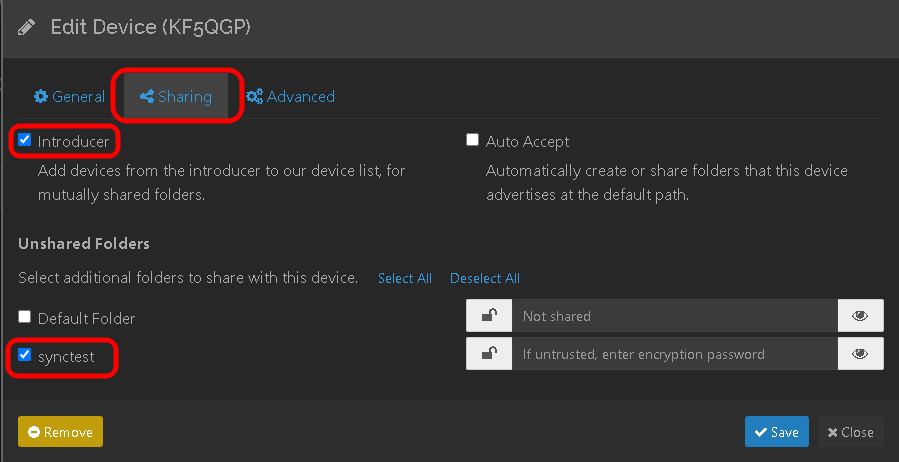 Edit Device (KF5QGP)
General
Sharing
Advanced
Introducer
Add devices from the introducer to our device list, for
mutually shared folders.
Auto Accept
Automatically create or share folders that this device
advertises at the default path.
Unshared Folders
Select additional folders to share with this device. Select All Deselect All
Default Folder
Not shared
synctest
If untrusted, enter encryption password
Remove
Save
Close